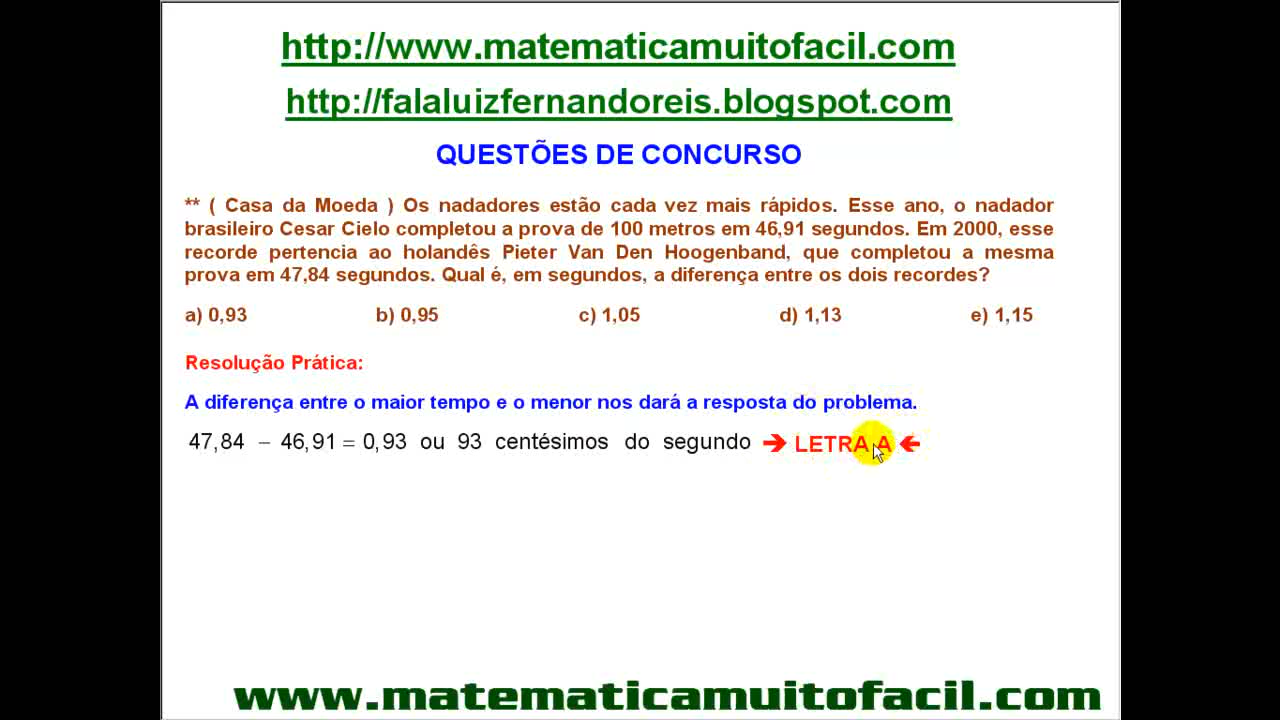 http://www.matematicamuitofacil.com
http://falaluizfernandoreis.blogspot.com
QUESTÕES DE CONCURSO
** ( Casa da Moeda ) Os nadadores estão cada vez mais rápidos. Esse ano, o nadador
brasileiro Cesar Cielo completou a prova de 100 metros em 46,91 segundos. Em 2000, esse
recorde pertencia ao holandês Pieter Van Den Hoogenband, que completou a mesma
prova em 47,84 segundos. Qual é, em segundos, a diferença entre os dois recordes?
a) 0,93 b) 0,95 c) 1,05 d) 1,13 e) 1,15
Resolução Prática:
A diferença entre o maior tempo e o menor nos dará a resposta do problema.
47,84 − 46,91 = 0,93 ou 93 centésimos do segundo ➔ LETRA A 🡸
www.matematicamuitofacil.com